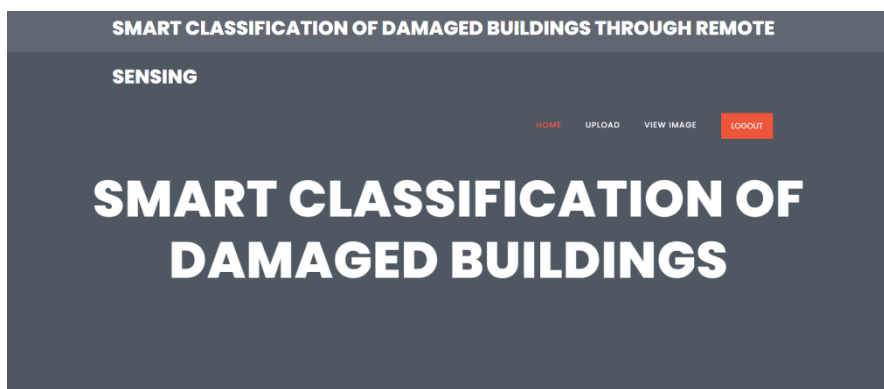 SMART CLASSIFICATION OF DAMAGED BUILDINGS THROUGH REMOTE
SENSING
HOME UPLOAD VIEW IMAGE LOGOUT
SMART CLASSIFICATION OF
DAMAGED BUILDINGS